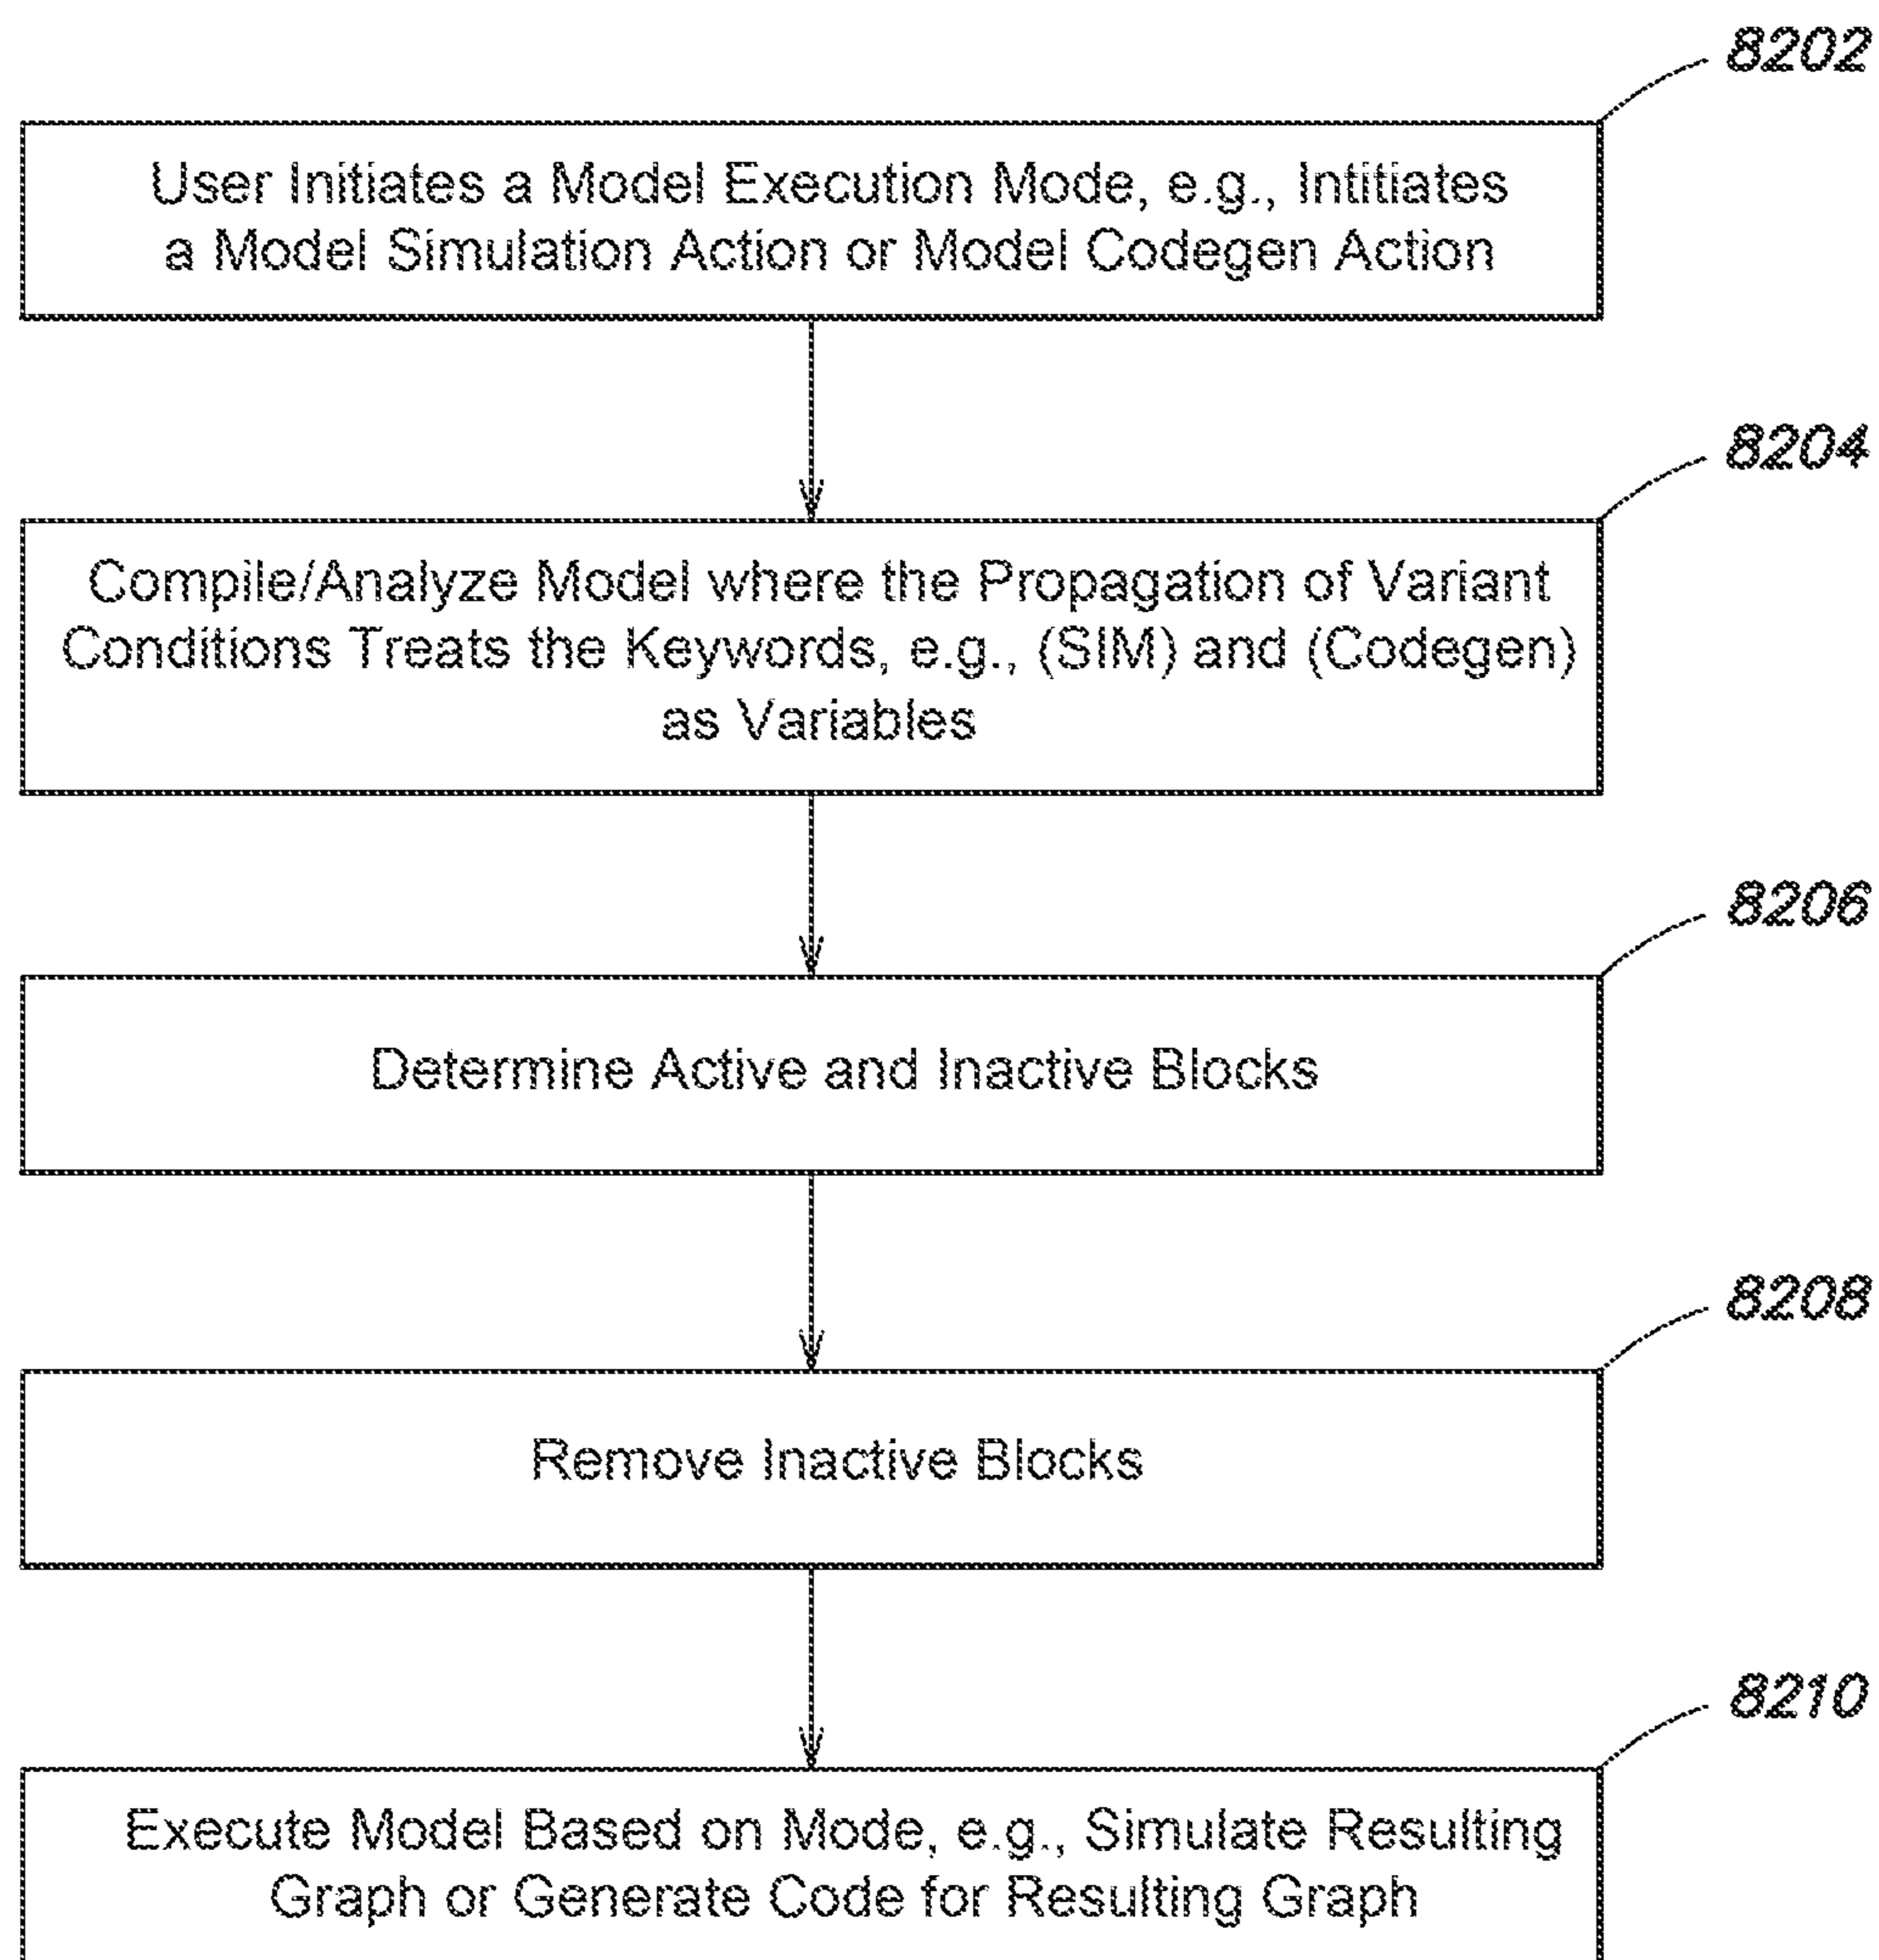 8202
User Initiates a Model Execution Mode, e.g., Intitiates
a Model Simulation Action or Model Codegen Action
8204
Compile/Analyze Model where the Propagation of Variant
Conditions Treats the Keywords, e.g., (SIM) and (Codegen)
as Variables
8206
Determine Active and Inactive Blocks
8208
Remove Inactive Blocks
8210
Execute Model Based on Mode, e.g., Simulate Resulting
Graph or Generate Code for Resulting Graph